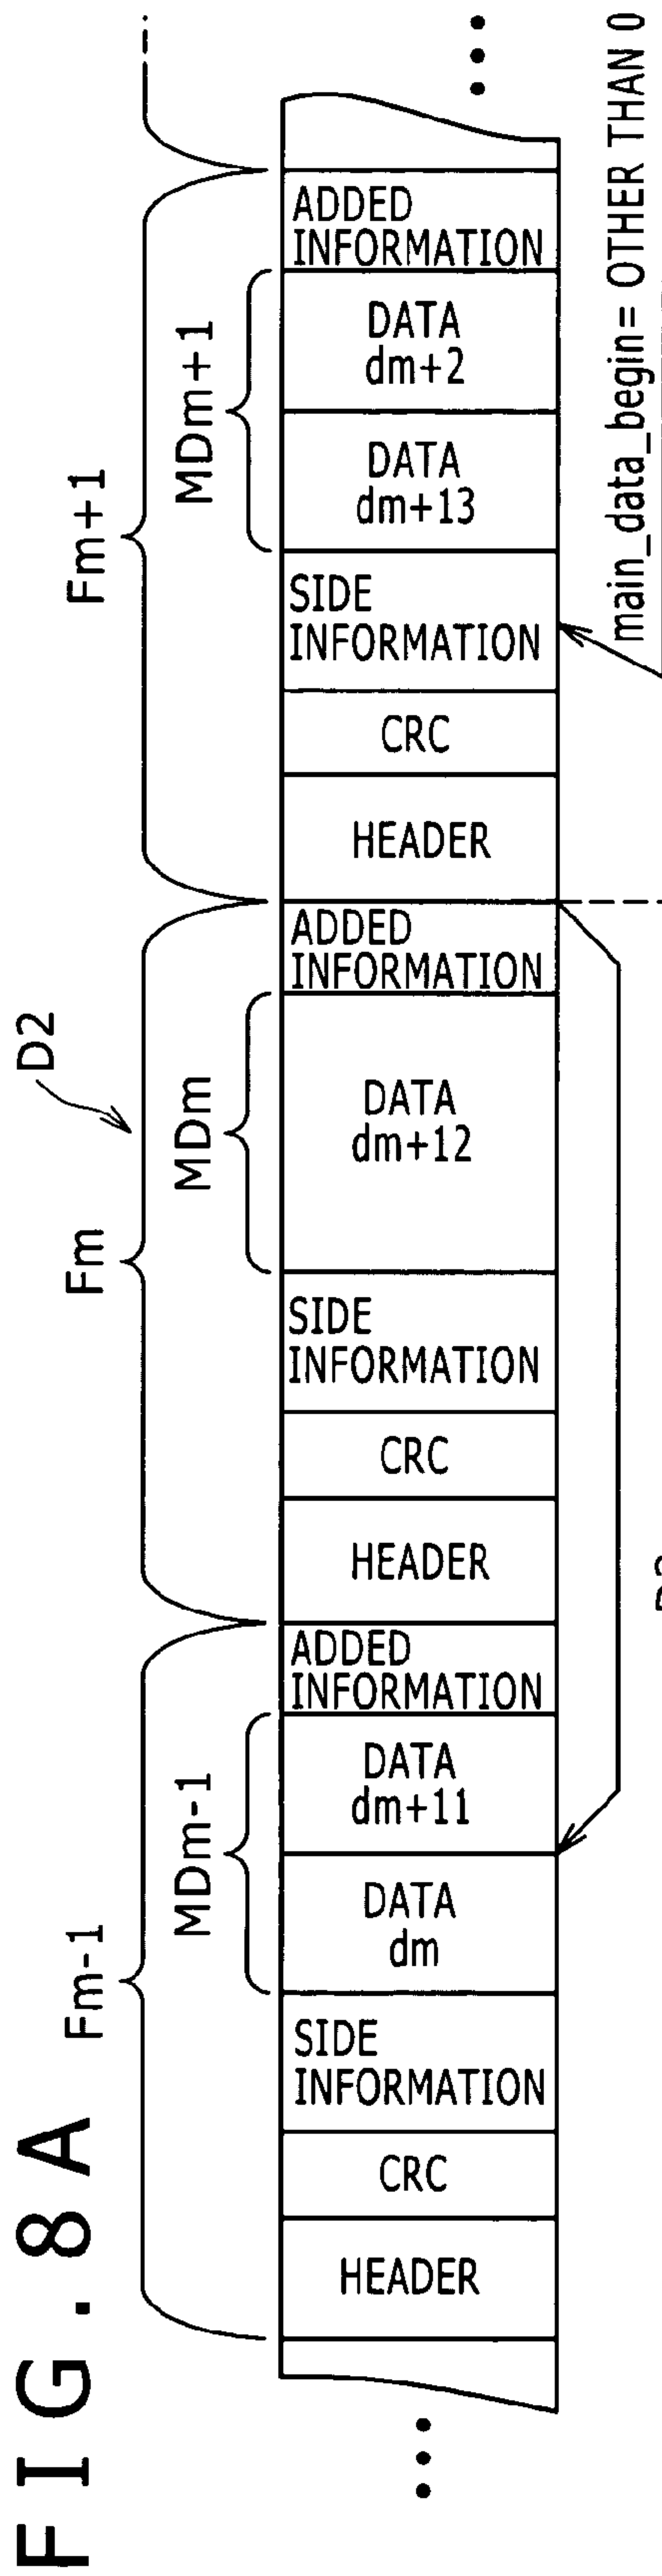 FIG. 8A
D2
Fm-1
Fm
Fm+1
MDm-1
MDm
MDm+1
HEADER
CRC
SIDE
INFORMATION
DATA
dm
DATA
dm+11
ADDED
INFORMATION
HEADER
CRC
SIDE
INFORMATION
DATA
dm+12
ADDED
INFORMATION
HEADER
CRC
SIDE
INFORMATION
DATA
dm+13
DATA
dm+2
ADDED
INFORMATION
main_data_begin= OTHER THAN 0